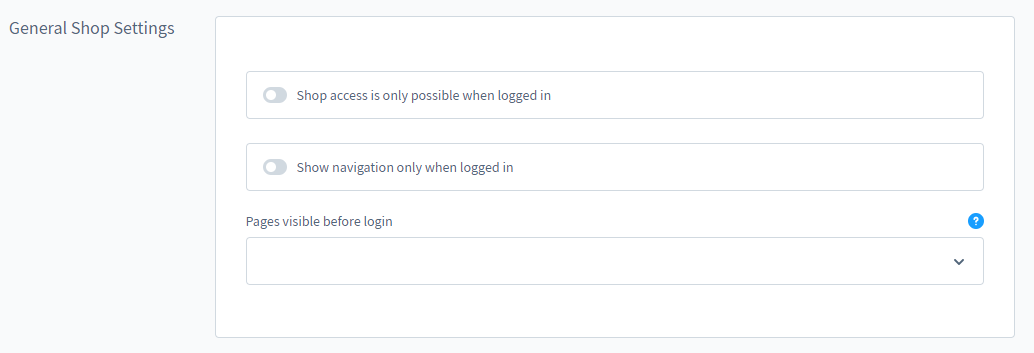 General Shop Settings
Shop access is only possible when logged in
Show navigation only when logged in
Pages visible before login
?